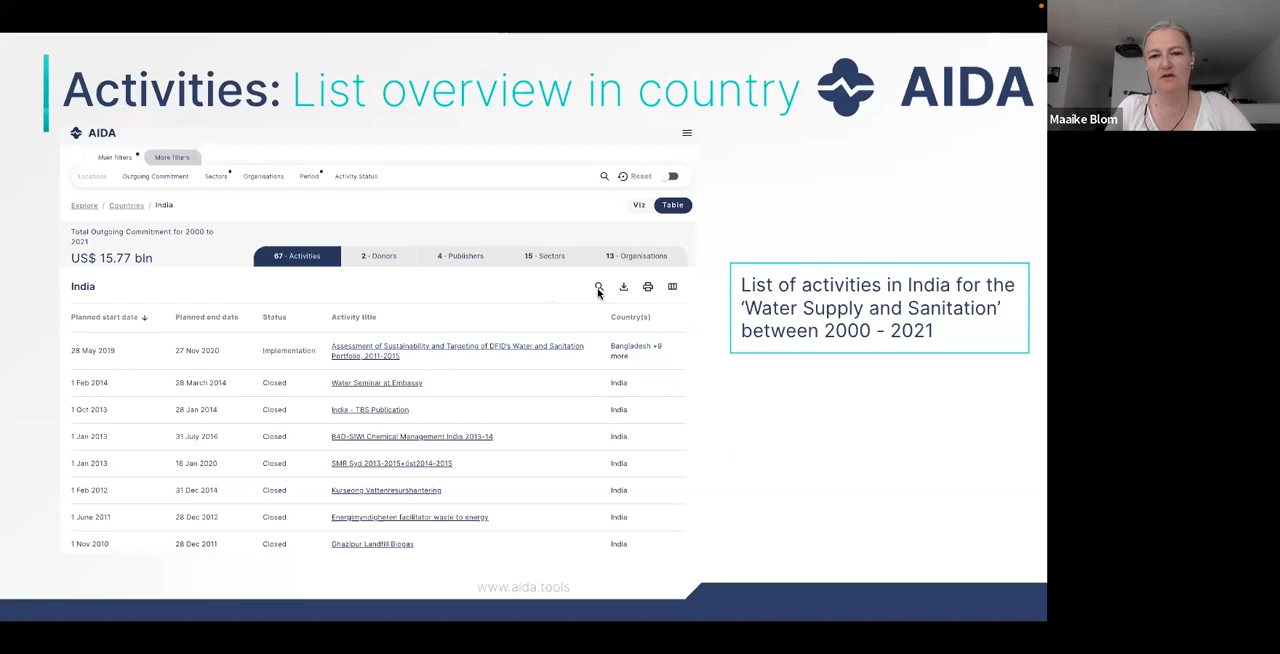 Activities: List overview in country
AIDA
Maaike Blom
AIDA
Main filters
More filters
Locations
Outgoing Commitment
Sectors
Organisations
Period
Activity Status
Reset
Explore / Countries / India
Viz
Table
Total Outgoing Commitment for 2000 to
2021
US$ 15.77 bln
67 - Activities
2 - Donors
4 - Publishers
15 - Sectors
13 - Organisations
India
Planned start date
Planned end date
Status
Activity title
Country(s)
28 May 2019
27 Nov 2020
Implementation
Assessment of Sustainability and Targeting of DFID's Water and Sanitation
Portfolio, 2011-2015
Bangladesh +9
more
1 Feb 2014
28 March 2014
Closed
Water Seminar at Embassy
India
1 Oct 2013
28 Jan 2014
Closed
India - TBS Publication
India
1 Jan 2013
31 July 2016
Closed
B4D-SIWI Chemical Management India 2013-14
India
1 Jan 2013
16 Jan 2020
Closed
SMR Syd 2013-2015+öst2014-2015
India
1 Feb 2012
31 Dec 2014
Closed
Kurseong Vattenresurshantering
India
1 June 2011
28 Dec 2012
Closed
Energimyndigheten facilitator waste to energy
India
1 Nov 2010
28 Dec 2011
Closed
Ghazipur Landfill Biogas
India
List of activities in India for the
‘Water Supply and Sanitation’
between 2000 - 2021
www.aida.tools